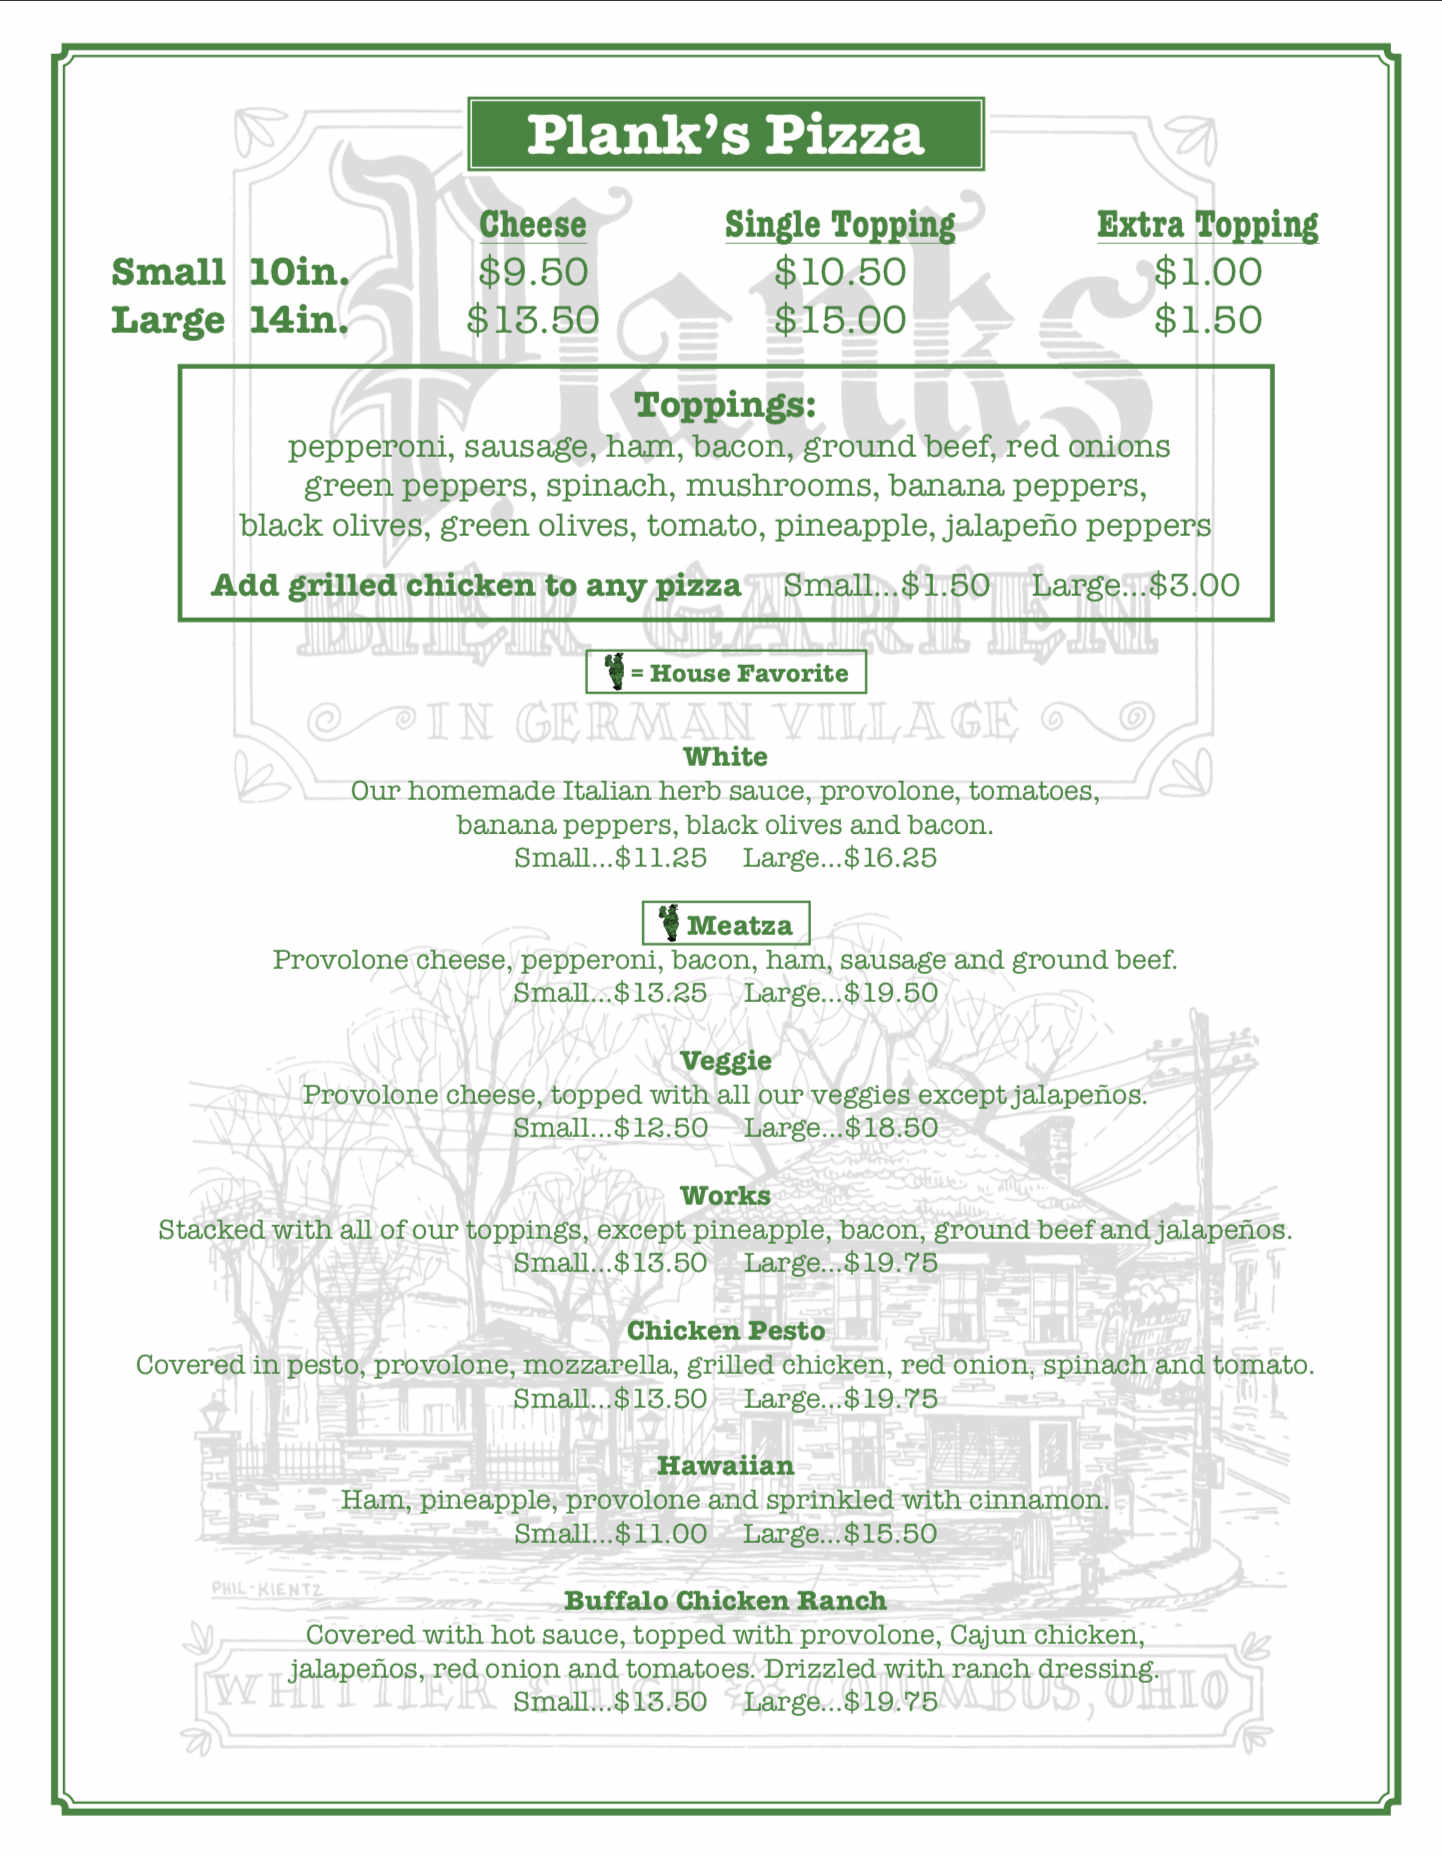 Plank's Pizza
Cheese Single Topping Extra Topping
Small 10in. $9.50 $10.50 $1.00
Large 14in. $13.50 $15.00 $1.50
Toppings:
pepperoni, sausage, ham, bacon, ground beef, red onions
green peppers, spinach, mushrooms, banana peppers,
black olives, green olives, tomato, pineapple, jalapeño peppers
Add grilled chicken to any pizza Small...$1.50 Large...$3.00
= House Favorite
Planks
BIER GARTEN
IN GERMAN VILLAGE
White
Our homemade Italian herb sauce, provolone, tomatoes,
banana peppers, black olives and bacon.
Small...$11.25 Large...$16.25
Meatza
Provolone cheese, pepperoni, bacon, ham, sausage and ground beef.
Small...$13.25 Large...$19.50
Veggie
Provolone cheese, topped with all our veggies except jalapeños.
Small...$12.50 Large...$18.50
Works
Stacked with all of our toppings, except pineapple, bacon, ground beef and jalapeños.
Small...$13.50 Large...$19.75
Chicken Pesto
Covered in pesto, provolone, mozzarella, grilled chicken, red onion, spinach and tomato.
Small...$13.50 Large...$19.75
Hawaiian
Ham, pineapple, provolone and sprinkled with cinnamon.
Small...$11.00 Large...$15.50
PHIL-KIENTZ
Buffalo Chicken Ranch
Covered with hot sauce, topped with provolone, Cajun chicken,
jalapeños, red onion and tomatoes. Drizzled with ranch dressing.
Small...$13.50 Large...$19.75
WHITTIER COLUMBUS, OHIO